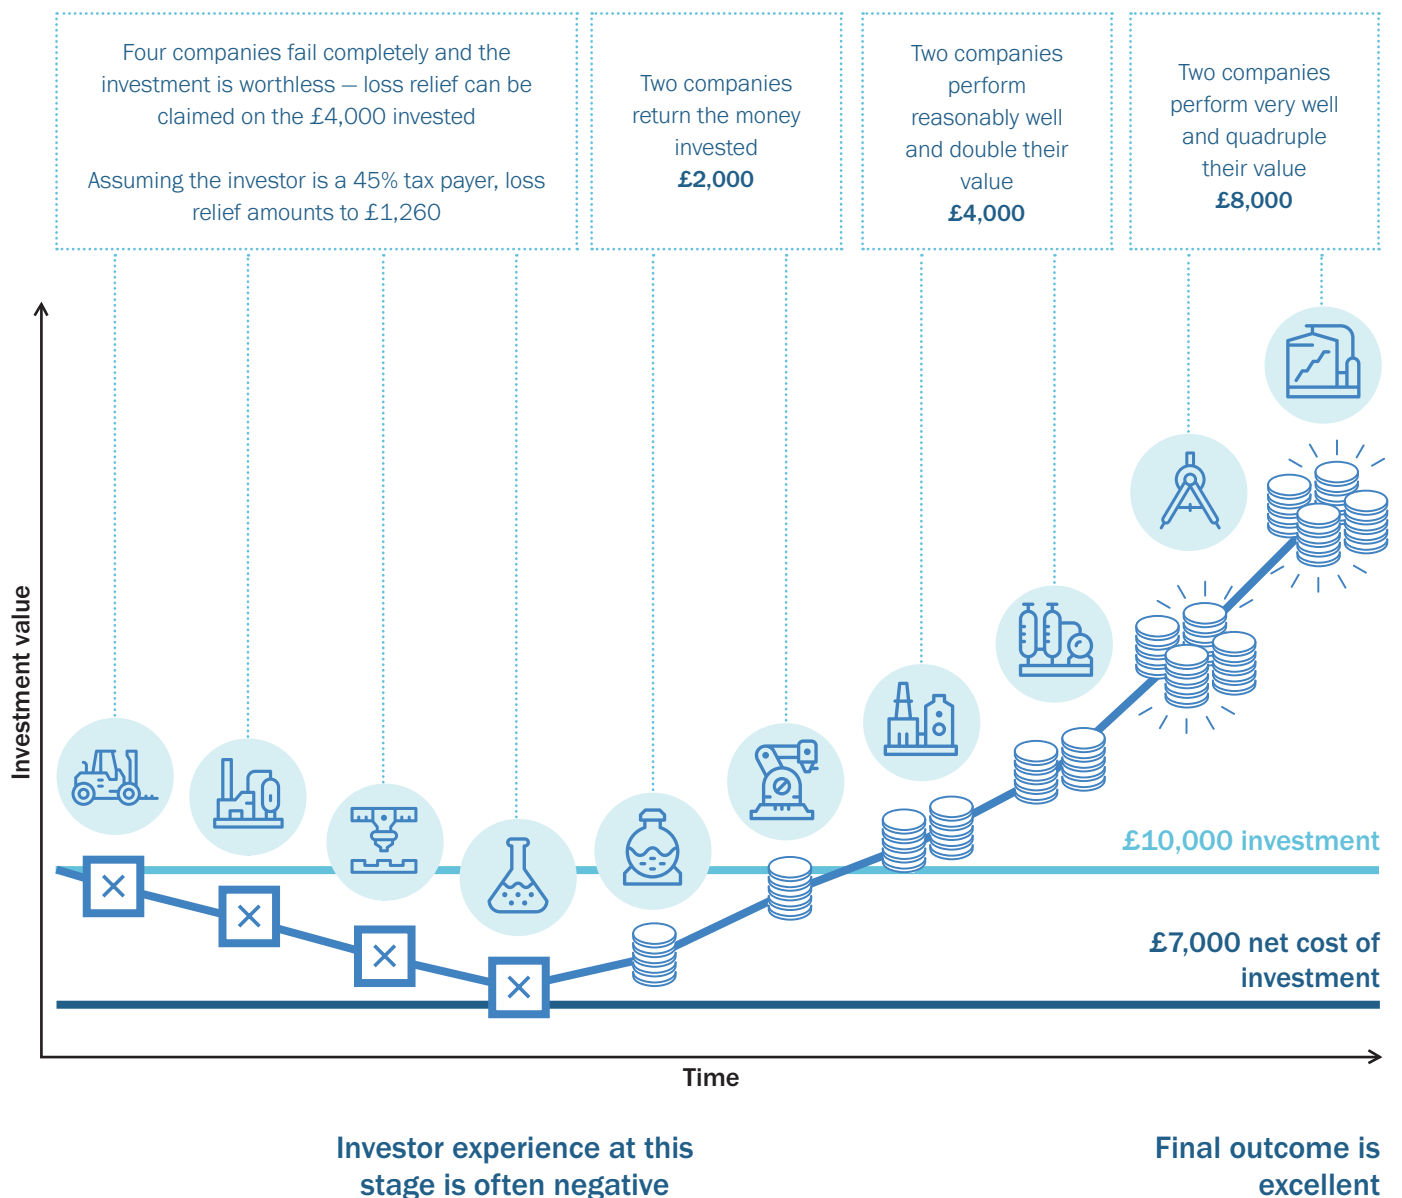 Four companies fail completely and the
investment is worthless – loss relief can be
claimed on the £4,000 invested
Assuming the investor is a 45% tax payer, loss
relief amounts to £1,260
Two companies
return the money
invested
£2,000
Two companies
perform
reasonably well
and double their
value
£4,000
Two companies
perform very well
and quadruple
their value
£8,000
Investment value
£10,000 investment
£7,000 net cost of
investment
Time
Investor experience at this
stage is often negative
Final outcome is
excellent